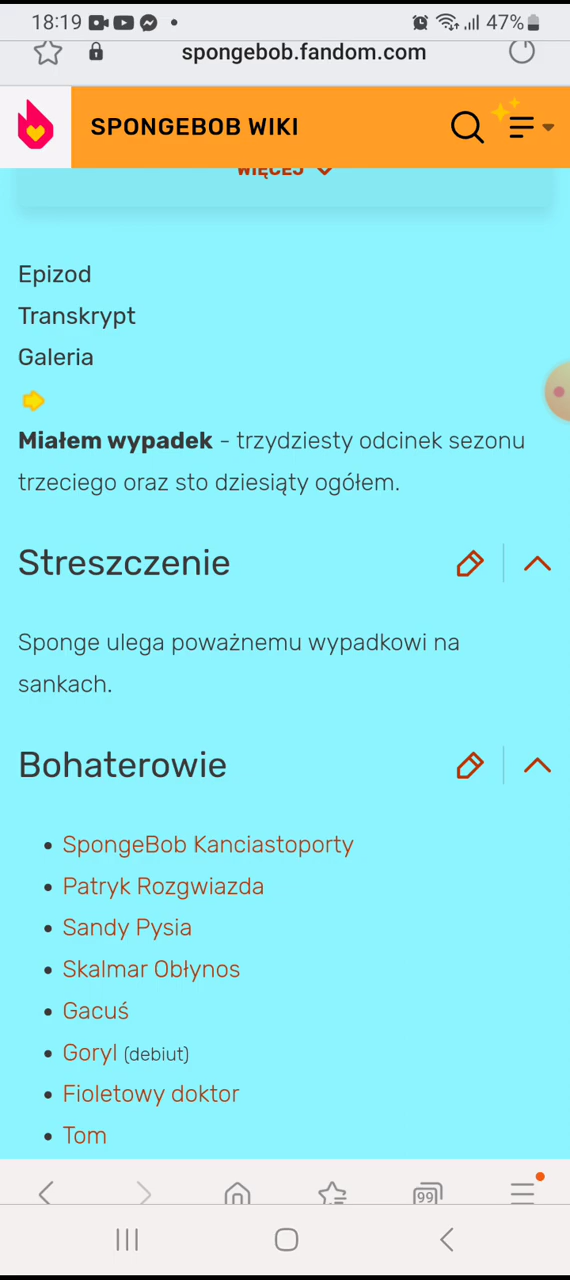 18:19
47%
spongebob.fandom.com
SPONGEBOB WIKI
WIĘCEJ
Epizod
Transkrypt
Galeria
Miałem wypadek - trzydziesty odcinek sezonu
trzeciego oraz sto dziesiąty ogółem.
Streszczenie
Sponge ulega poważnemu wypadkowi na
sankach.
Bohaterowie
• SpongeBob Kanciastoporty
• Patryk Rozgwiazda
• Sandy Pysia
• Skalmar Obłynos
• Gacuś
• Goryl (debiut)
• Fioletowy doktor
• Tom
99